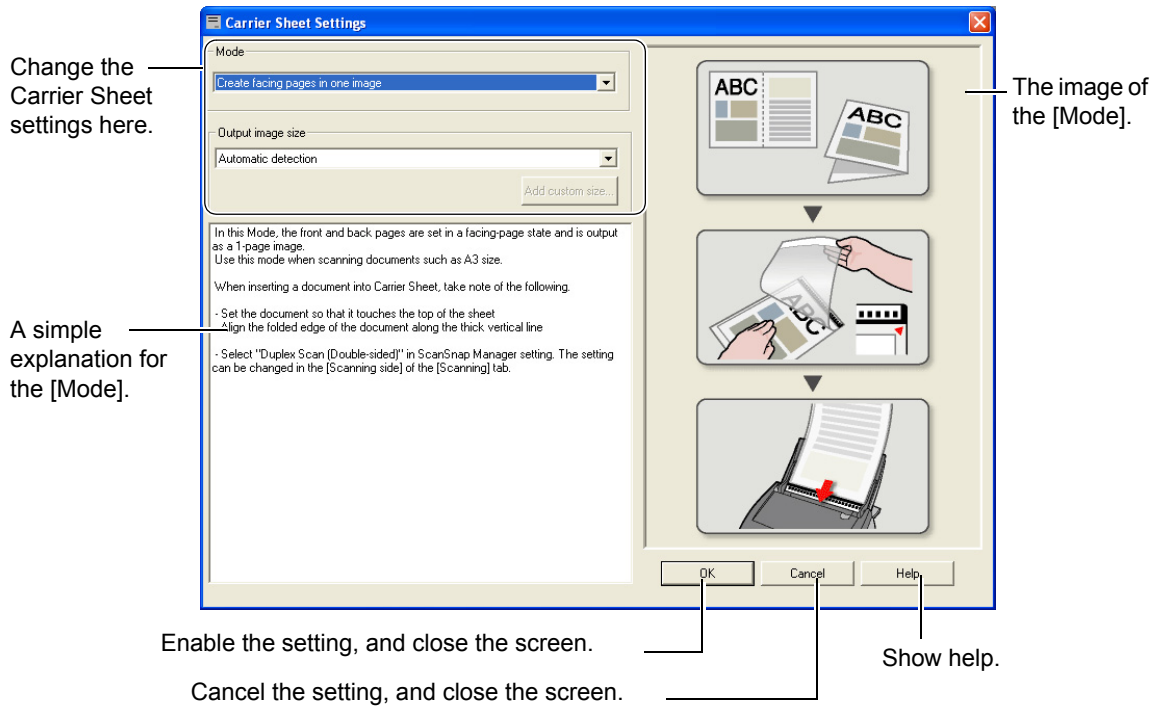 Carrier Sheet Settings
Change the
Carrier Sheet
settings here.
Mode
Create facing pages in one image
Output image size
Automatic detection
Add custom size...
ABC
ABC
The image of
the [Mode].
In this Mode, the front and back pages are set in a facing-page state and is output
as a 1-page image.
Use this mode when scanning documents such as A3 size.
When inserting a document into Carrier Sheet, take note of the following.
- Set the document so that it touches the top of the sheet
- Align the folded edge of the document along the thick vertical line
- Select "Duplex Scan (Double-sided)" in ScanSnap Manager setting. The setting
can be changed in the [Scanning side] of the [Scanning] tab.
A simple
explanation for
the [Mode].
ABC
OK
Cancel
Help
Enable the setting, and close the screen.
Show help.
Cancel the setting, and close the screen.